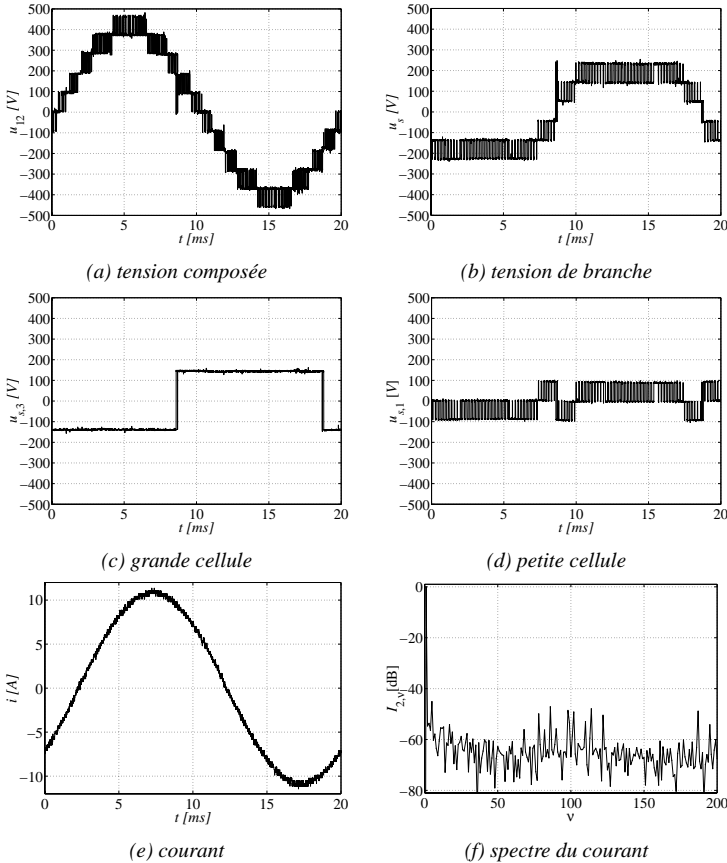 500
400
300
200
100
0
−100
−200
−300
−400
−500
u_12 [V]
0 5 10 15 20
t [ms]
(a) tension composée
500
400
300
200
100
0
−100
−200
−300
−400
−500
u_s [V]
0 5 10 15 20
t [ms]
(b) tension de branche
500
400
300
200
100
0
−100
−200
−300
−400
−500
u_s,3 [V]
0 5 10 15 20
t [ms]
(c) grande cellule
500
400
300
200
100
0
−100
−200
−300
−400
−500
u_s,1 [V]
0 5 10 15 20
t [ms]
(d) petite cellule
10
5
0
−5
−10
i [A]
0 5 10 15 20
t [ms]
(e) courant
0
−20
−40
−60
−80
I_2,ν [dB]
0 50 100 150 200
ν
(f) spectre du courant